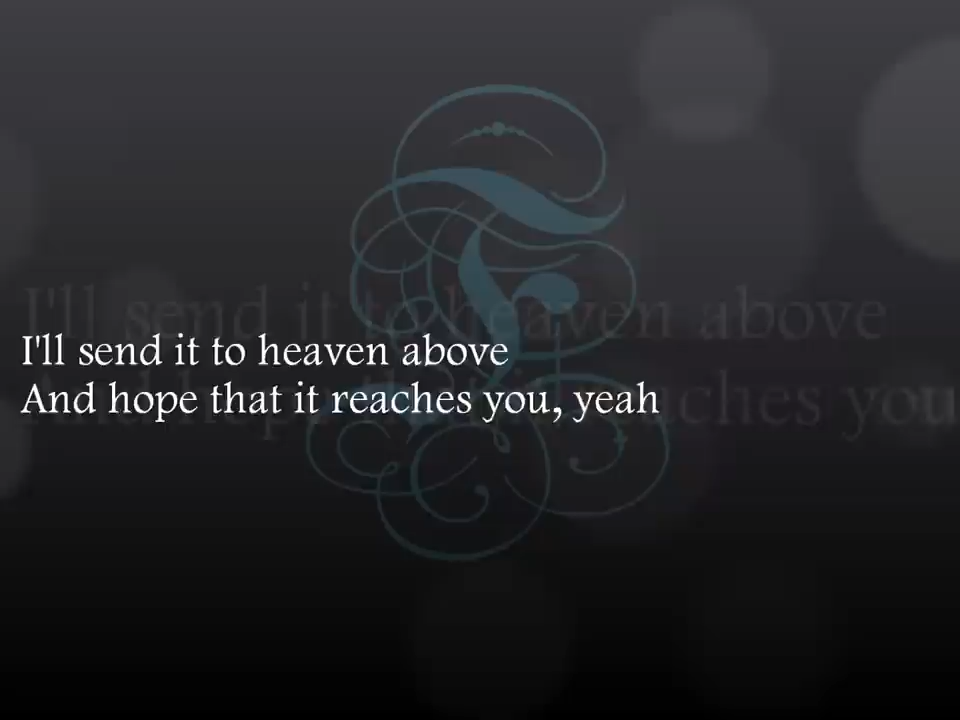 I'll send it to heaven above
And hope that it reaches you, yeah